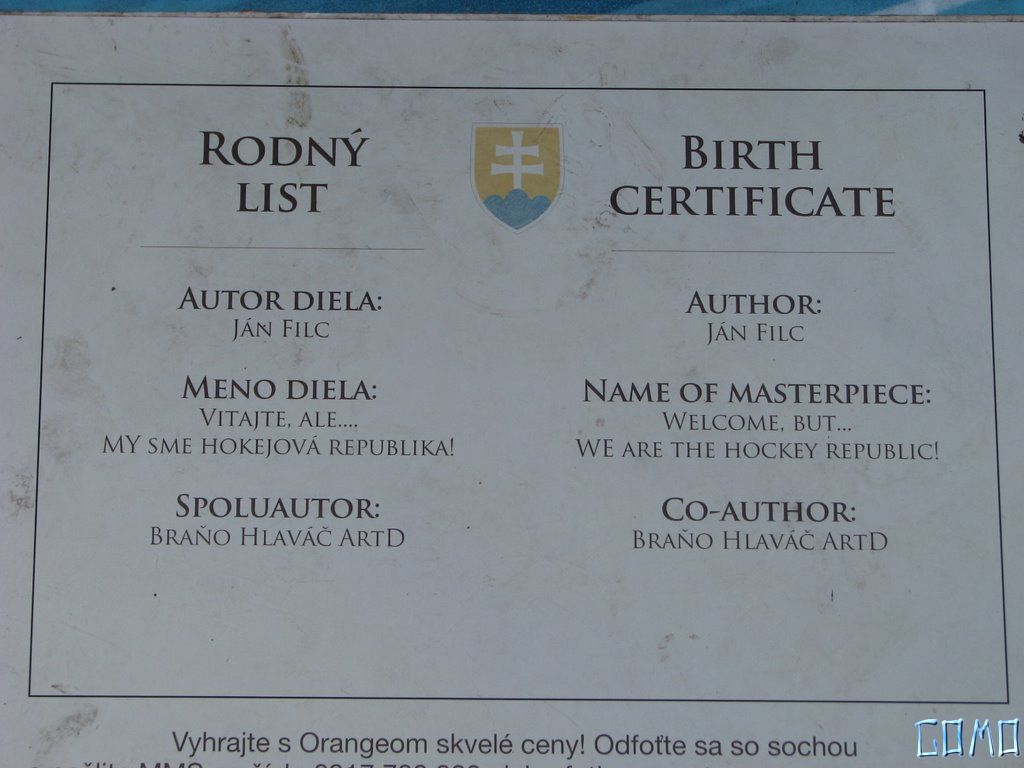 RODNÝ
LIST
AUTOR DIELA:
JÁN FILC
MENO DIELA:
VITAJTE, ALE....
MY SME HOKEJOVÁ REPUBLIKA!
SPOLUAUTOR:
BRAŇO HLAVÁČ ARTD
BIRTH
CERTIFICATE
AUTHOR:
JÁN FILC
NAME OF MASTERPIECE:
WELCOME, BUT...
WE ARE THE HOCKEY REPUBLIC!
CO-AUTHOR:
BRAŇO HLAVÁČ ARTD
Vyhrajte s Orangeom skvelé ceny! Odfoťte sa so sochou
COMO